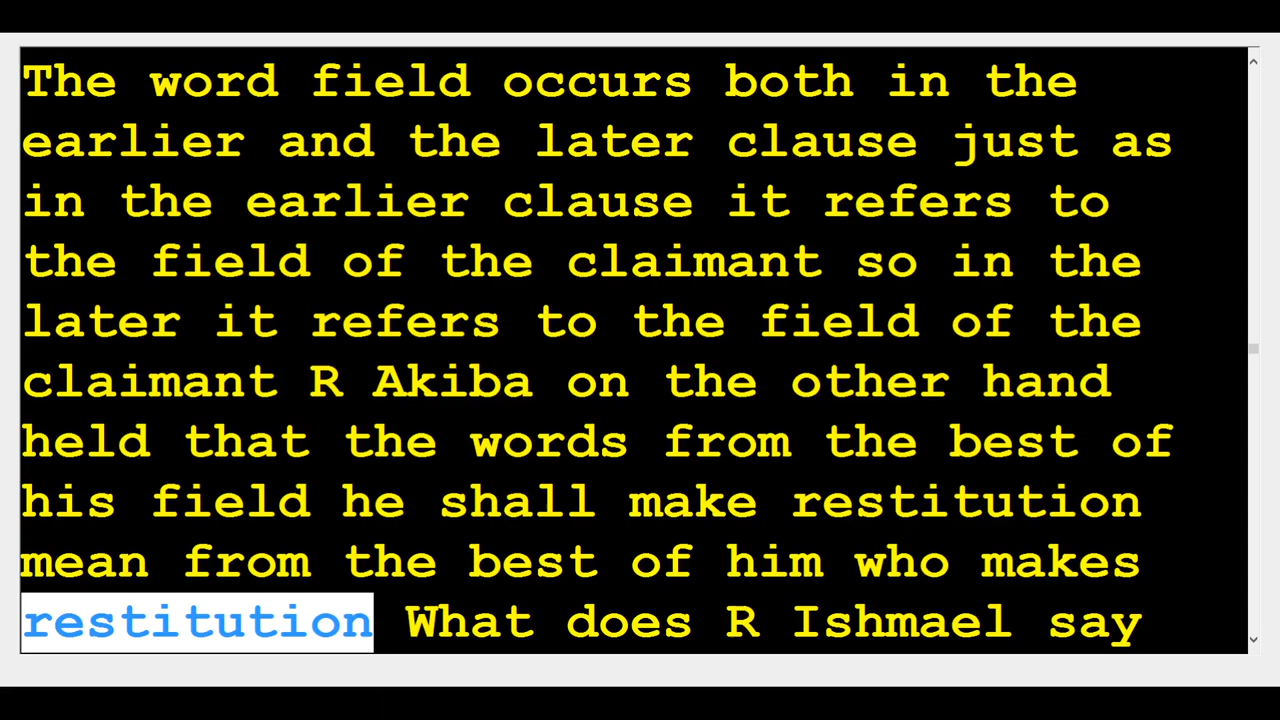 The word field occurs both in the
earlier and the later clause just as
in the earlier clause it refers to
the field of the claimant so in the
later it refers to the field of the
claimant R Akiba on the other hand
held that the words from the best of
his field he shall make restitution
mean from the best of him who makes
restitution What does R Ishmael say